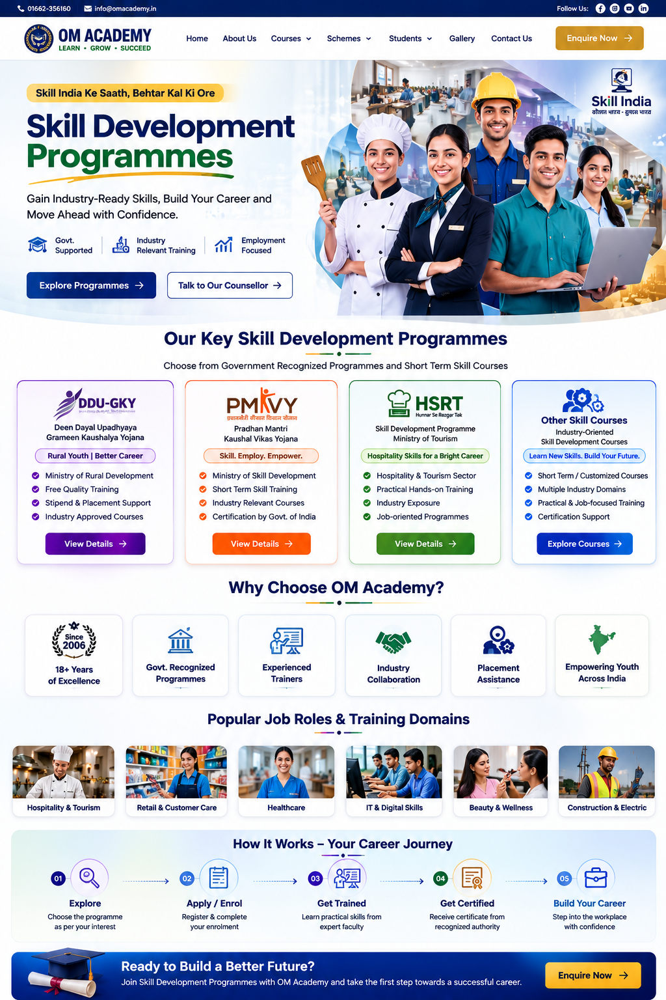 01662-356160
info@omacademy.in
Follow Us:
OM ACADEMY
LEARN • GROW • SUCCEED
Home
About Us
Courses
Schemes
Students
Gallery
Contact Us
Enquire Now
Skill India Ke Saath, Behtar Kal Ki Ore
Skill Development
Programmes
Gain Industry-Ready Skills, Build Your Career and
Move Ahead with Confidence.
Govt.
Supported
Industry
Relevant Training
Employment
Focused
Explore Programmes
Talk to Our Counsellor
Skill India
Our Key Skill Development Programmes
Choose from Government Recognized Programmes and Short Term Skill Courses
DDU-GKY
Deen Dayal Upadhyaya
Grameen Kaushalya Yojana
Rural Youth | Better Career
Ministry of Rural Development
Free Quality Training
Stipend & Placement Support
Industry Approved Courses
View Details
PMKVY
Pradhan Mantri
Kaushal Vikas Yojana
Skill. Employ. Empower.
Ministry of Skill Development
Short Term Skill Training
Industry Relevant Courses
Certification by Govt. of India
View Details
HSRT
Hunnar Se Rozgar Tak
Skill Development Programme
Ministry of Tourism
Hospitality Skills for a Bright Career
Hospitality & Tourism Sector
Practical Hands-on Training
Industry Exposure
Job-oriented Programmes
View Details
Other Skill Courses
Industry-Oriented
Skill Development Courses
Learn New Skills. Build Your Future.
Short Term / Customized Courses
Multiple Industry Domains
Practical & Job-focused Training
Certification Support
Explore Courses
Why Choose OM Academy?
Since
2006
18+ Years
of Excellence
Govt. Recognized
Programmes
Experienced
Trainers
Industry
Collaboration
Placement
Assistance
Empowering Youth
Across India
Popular Job Roles & Training Domains
Hospitality & Tourism
Retail & Customer Care
Healthcare
IT & Digital Skills
Beauty & Wellness
Construction & Electric
How It Works – Your Career Journey
01
Explore
Choose the programme
as per your interest
02
Apply / Enrol
Register & complete
your enrolment
03
Get Trained
Learn practical skills from
expert faculty
04
Get Certified
Receive certificate from
recognized authority
05
Build Your Career
Step into the workplace
with confidence
Ready to Build a Better Future?
Join Skill Development Programmes with OM Academy and take the first step towards a successful career.
Enquire Now